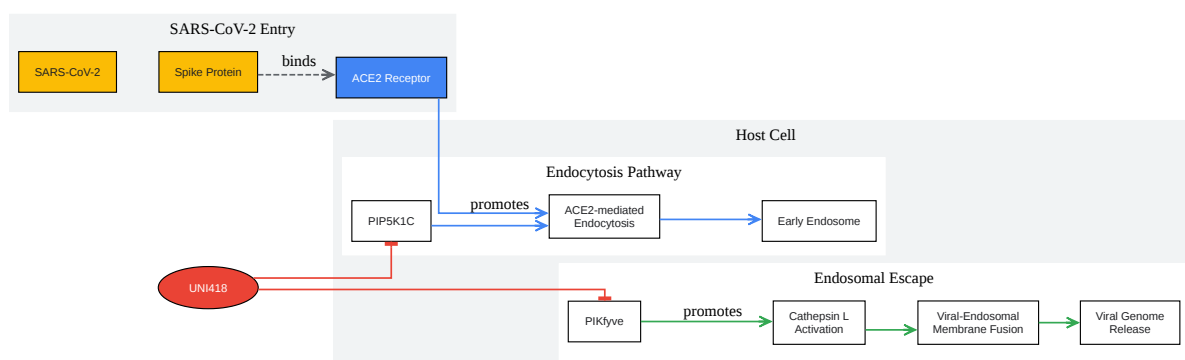 SARS-CoV-2 Entry
SARS-CoV-2
Spike Protein
binds
ACE2 Receptor
Host Cell
Endocytosis Pathway
PIP5K1C
promotes
ACE2-mediated
Endocytosis
Early Endosome
UNI418
Endosomal Escape
PIKfyve
promotes
Cathepsin L
Activation
Viral-Endosomal
Membrane Fusion
Viral Genome
Release